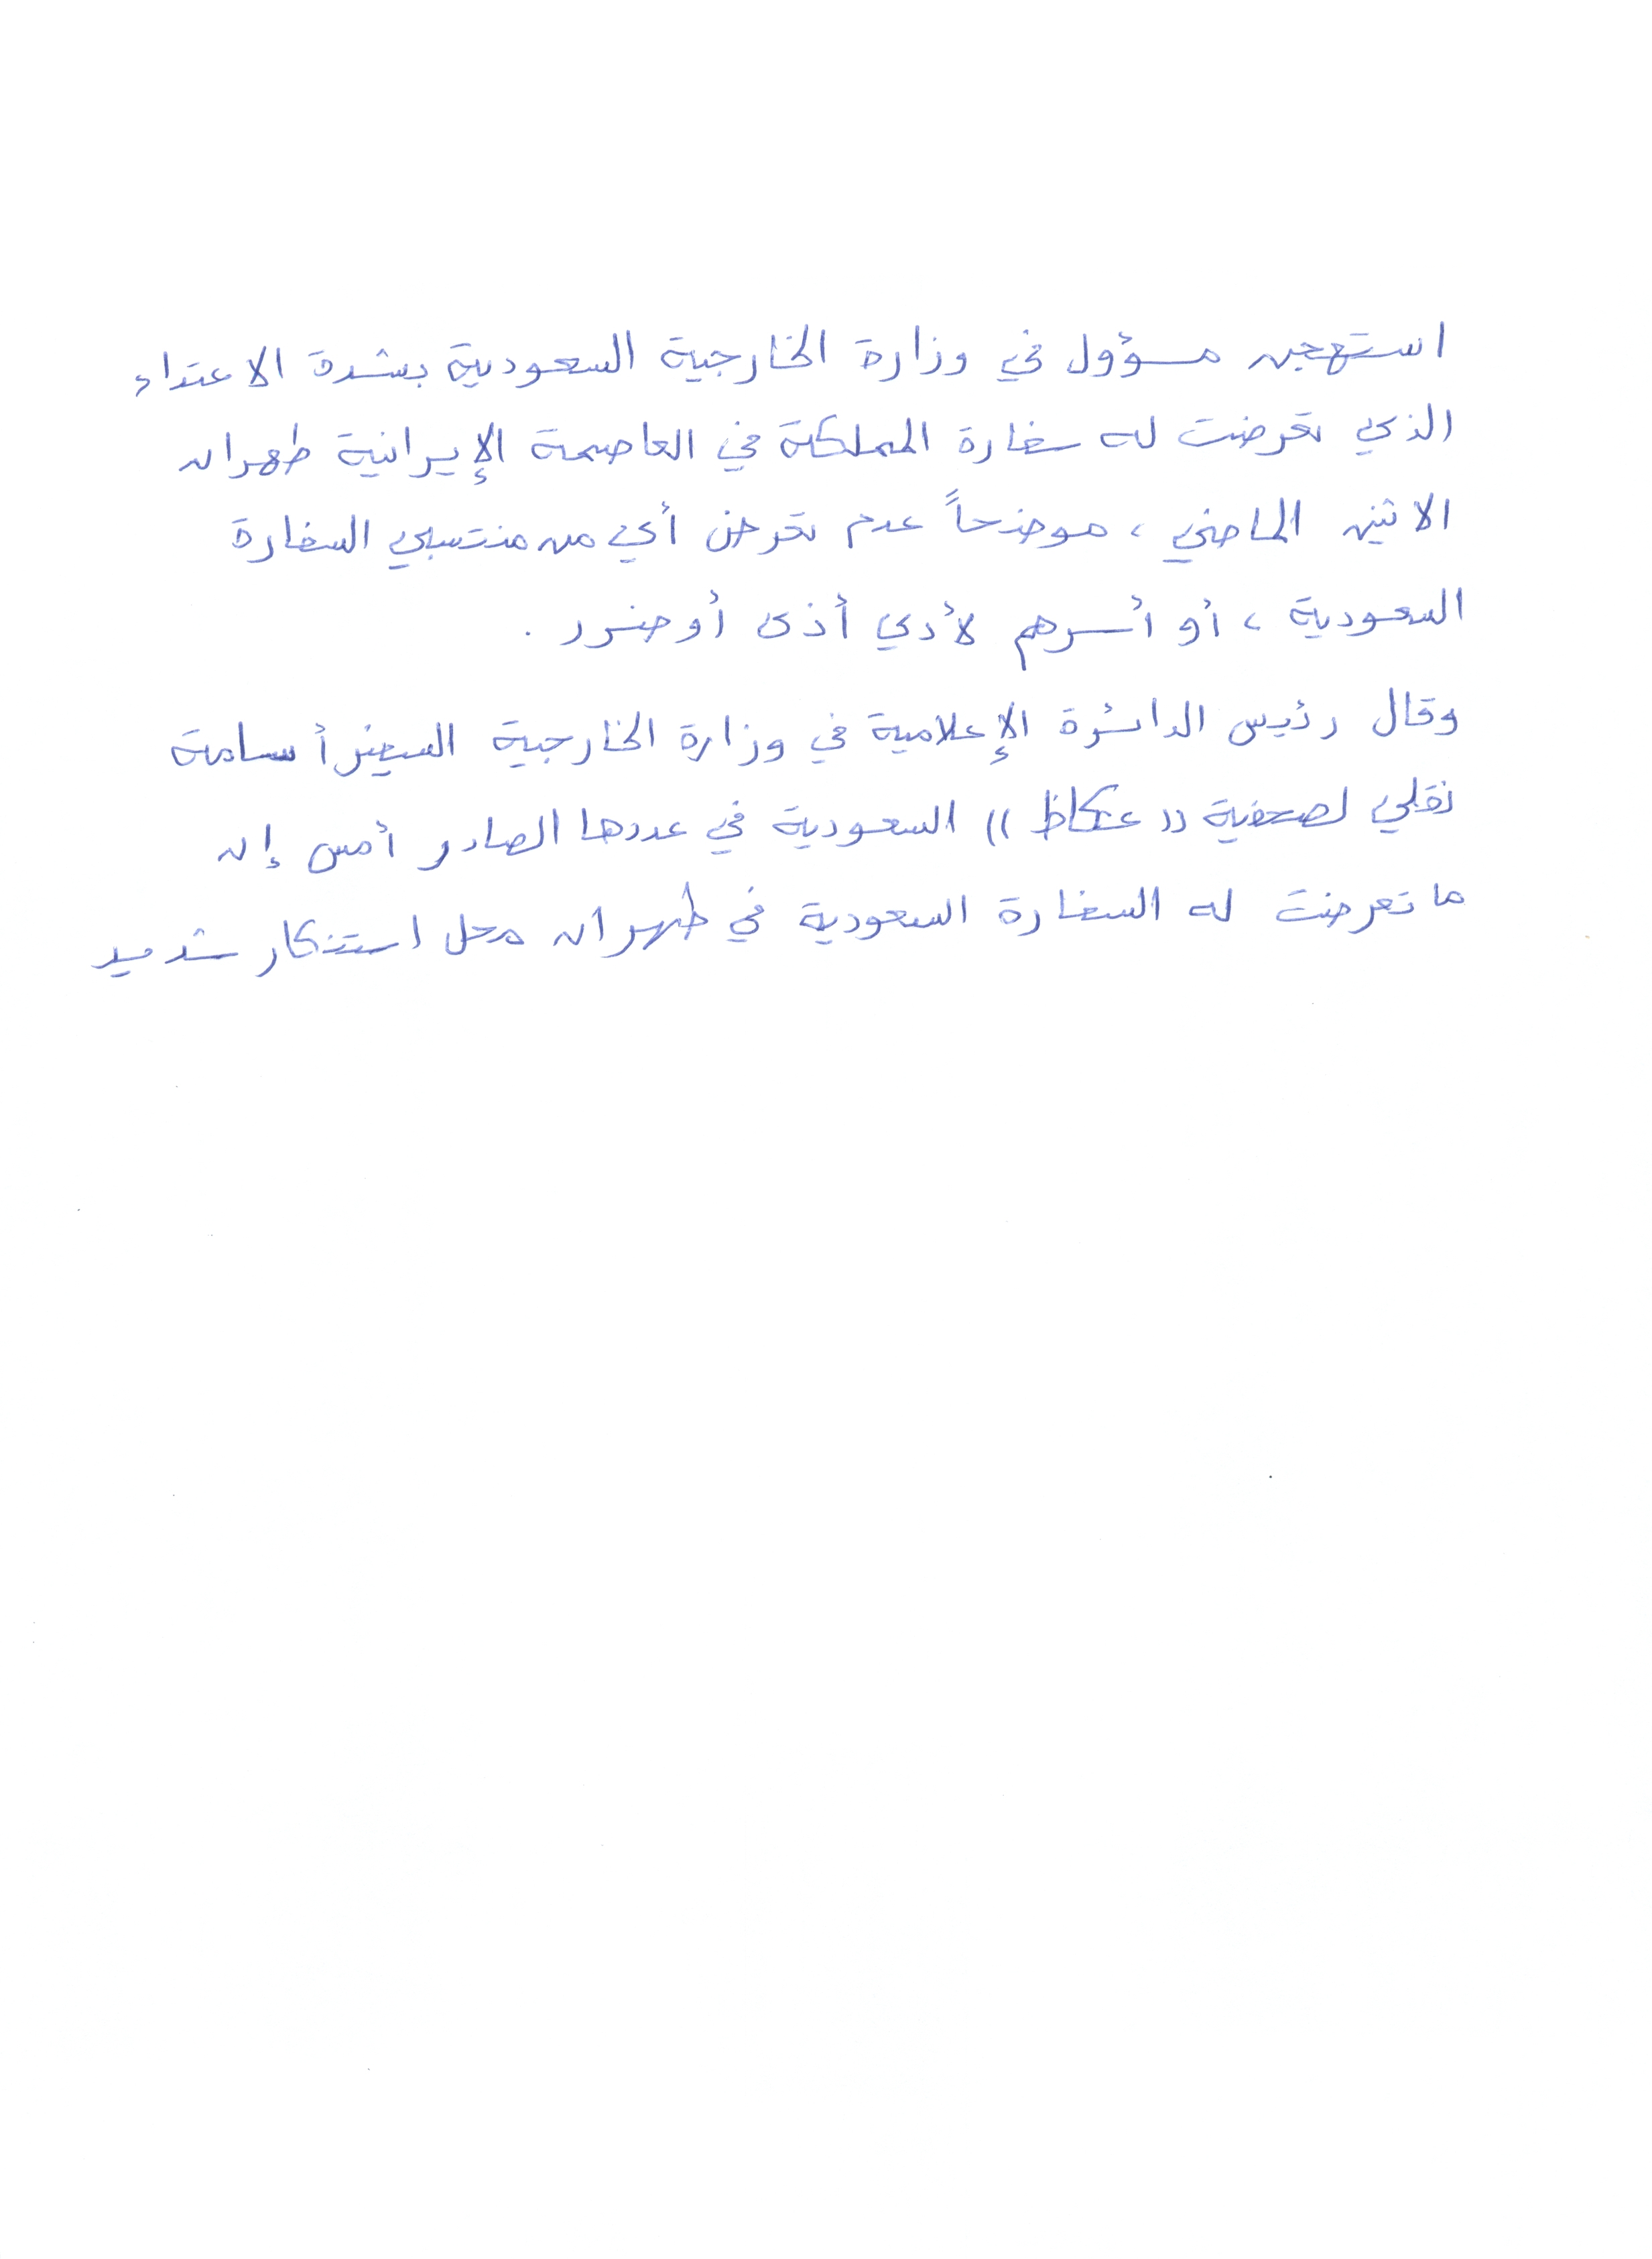 استهجن مسؤول في وزارة الخارجية السعودية بشدة الاعتداء
الذي تعرضت له سفارة المملكة في العاصمة الإيرانية طهران
الاثنين الماضي ، موضحاً عدم تعرض أي من منتسبي السفارة
السعودية ، أو أسرهم لأي أذى أو ضرر .
وقال رئيس الدائرة الإعلامية في وزارة الخارجية السفير أسامة
نقلي لصحفية (( عكاظ )) السعودية في عددها الصادر أمس إن
ما تعرضت له السفارة السعودية في طهران محل استنكار شديد